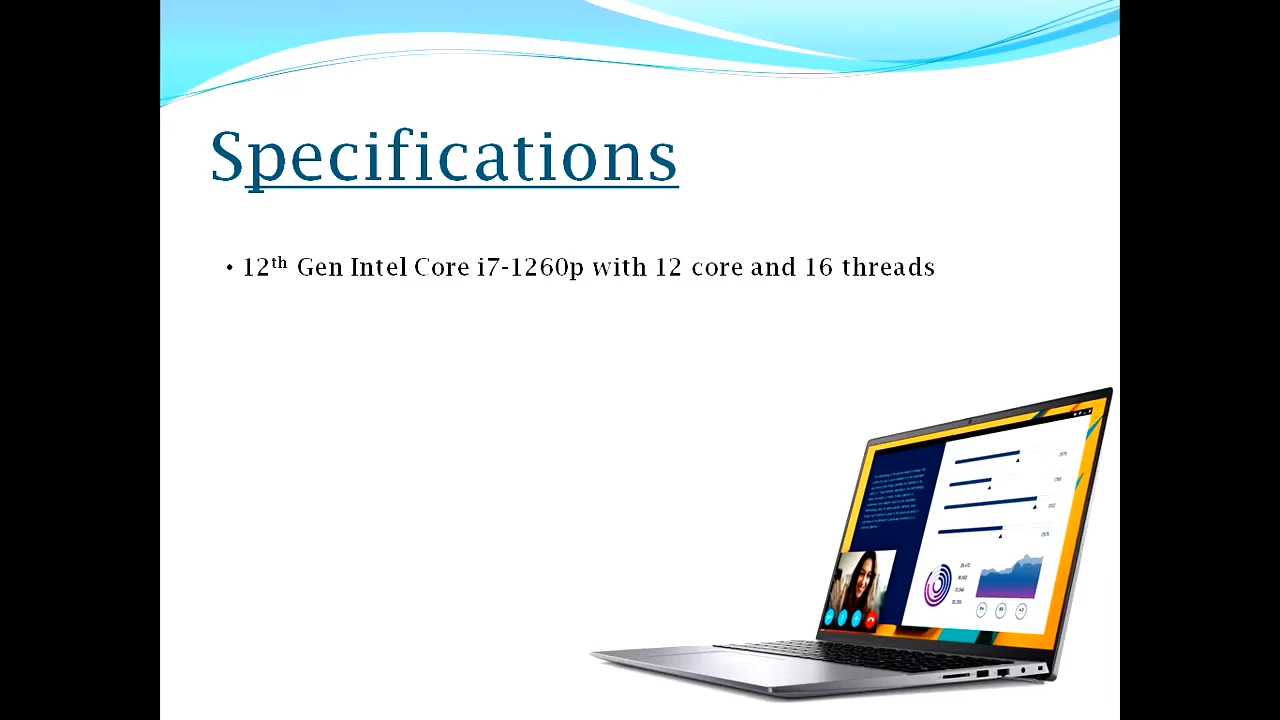 Specifications
• 12th Gen Intel Core i7-1260p with 12 core and 16 threads